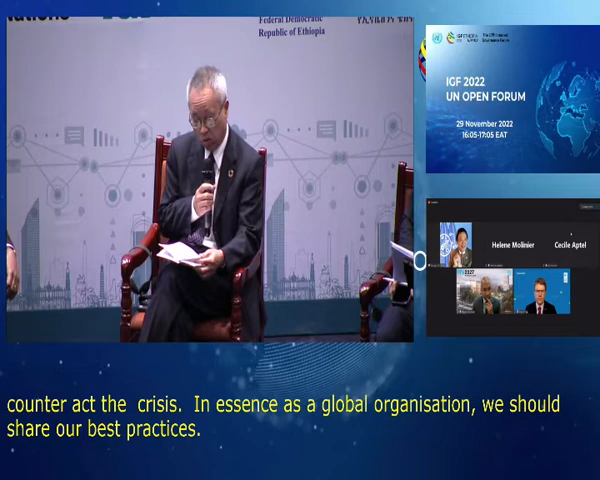 Federal Democratic
Republic of Ethiopia
IGF 2022
UN OPEN FORUM
29 November 2022
16:05-17:05 EAT
Helene Molinier
Cecile Aptel
counter act the  crisis.  In essence as a global organisation, we should
share our best practices.